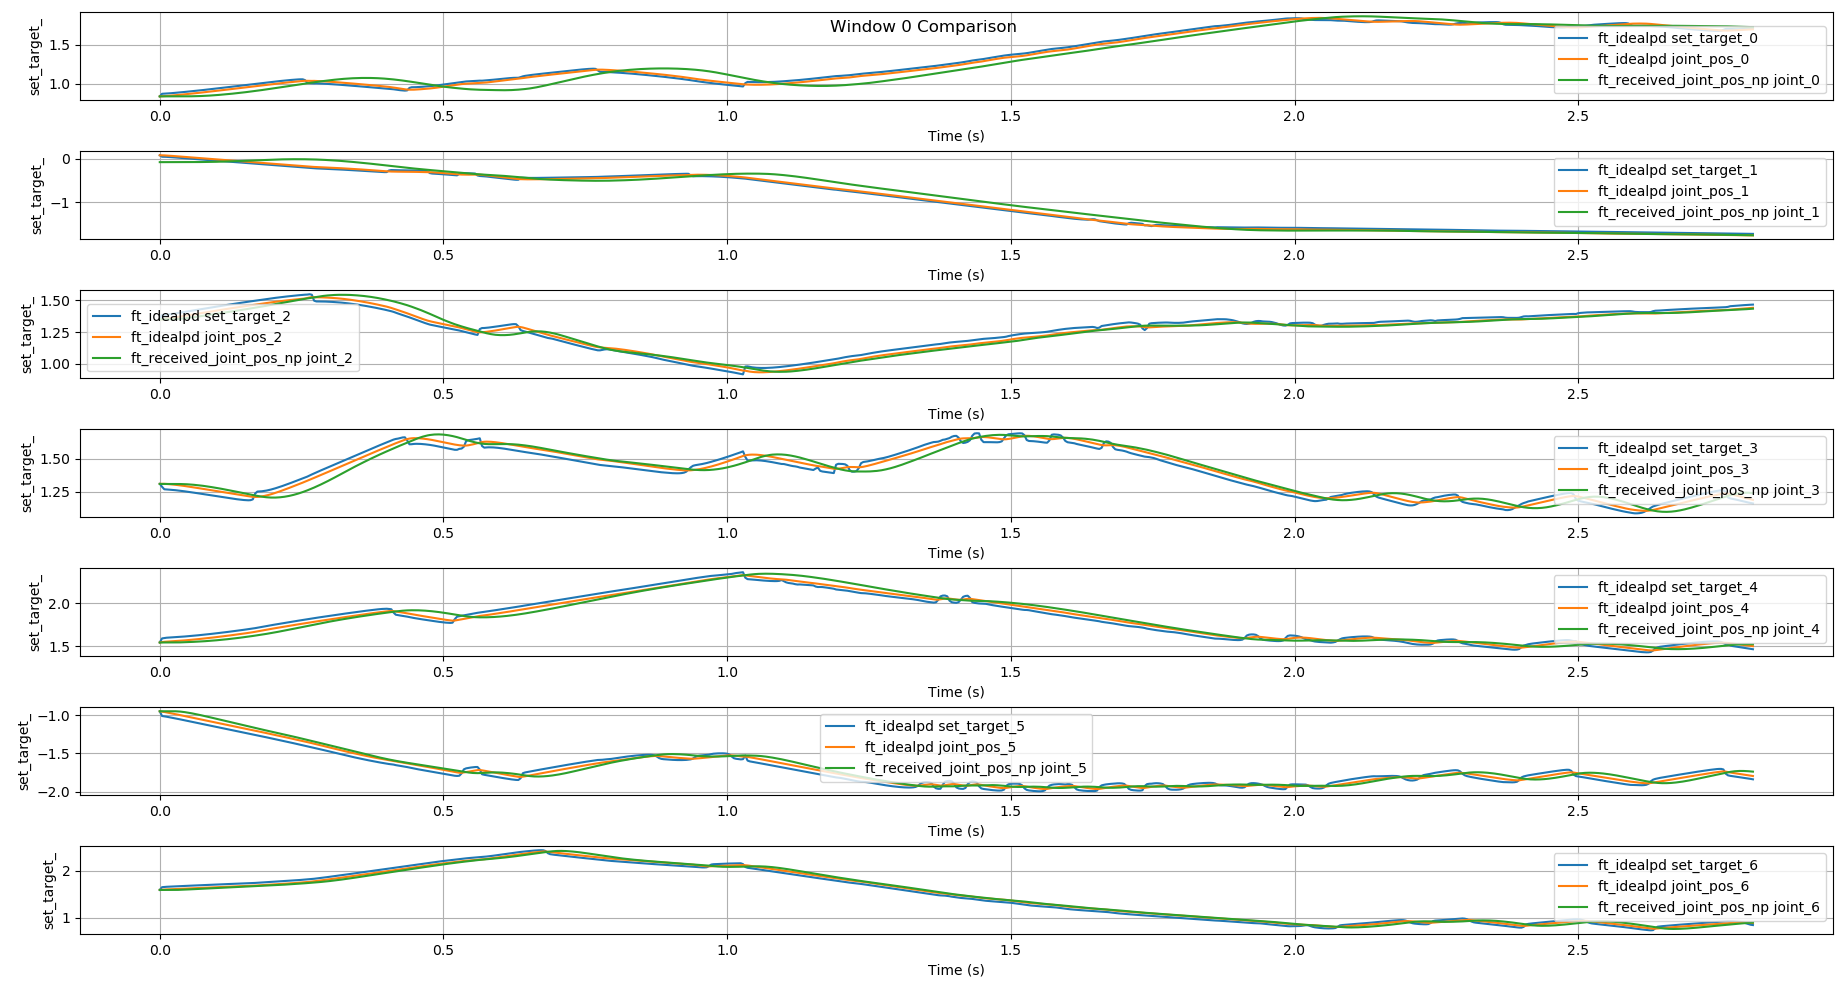 Window 0 Comparison
set_target_
1.5
1.0
ft_idealpd set_target_0
ft_idealpd joint_pos_0
ft_received_joint_pos_np joint_0
0.0 0.5 1.0 1.5 2.0 2.5
Time (s)
set_target_
0
−1
ft_idealpd set_target_1
ft_idealpd joint_pos_1
ft_received_joint_pos_np joint_1
0.0 0.5 1.0 1.5 2.0 2.5
Time (s)
set_target_
1.50
1.25
1.00
ft_idealpd set_target_2
ft_idealpd joint_pos_2
ft_received_joint_pos_np joint_2
0.0 0.5 1.0 1.5 2.0 2.5
Time (s)
set_target_
1.50
1.25
ft_idealpd set_target_3
ft_idealpd joint_pos_3
ft_received_joint_pos_np joint_3
0.0 0.5 1.0 1.5 2.0 2.5
Time (s)
set_target_
2.0
1.5
ft_idealpd set_target_4
ft_idealpd joint_pos_4
ft_received_joint_pos_np joint_4
0.0 0.5 1.0 1.5 2.0 2.5
Time (s)
set_target_
−1.0
−1.5
−2.0
ft_idealpd set_target_5
ft_idealpd joint_pos_5
ft_received_joint_pos_np joint_5
0.0 0.5 1.0 1.5 2.0 2.5
Time (s)
set_target_
2
1
ft_idealpd set_target_6
ft_idealpd joint_pos_6
ft_received_joint_pos_np joint_6
0.0 0.5 1.0 1.5 2.0 2.5
Time (s)